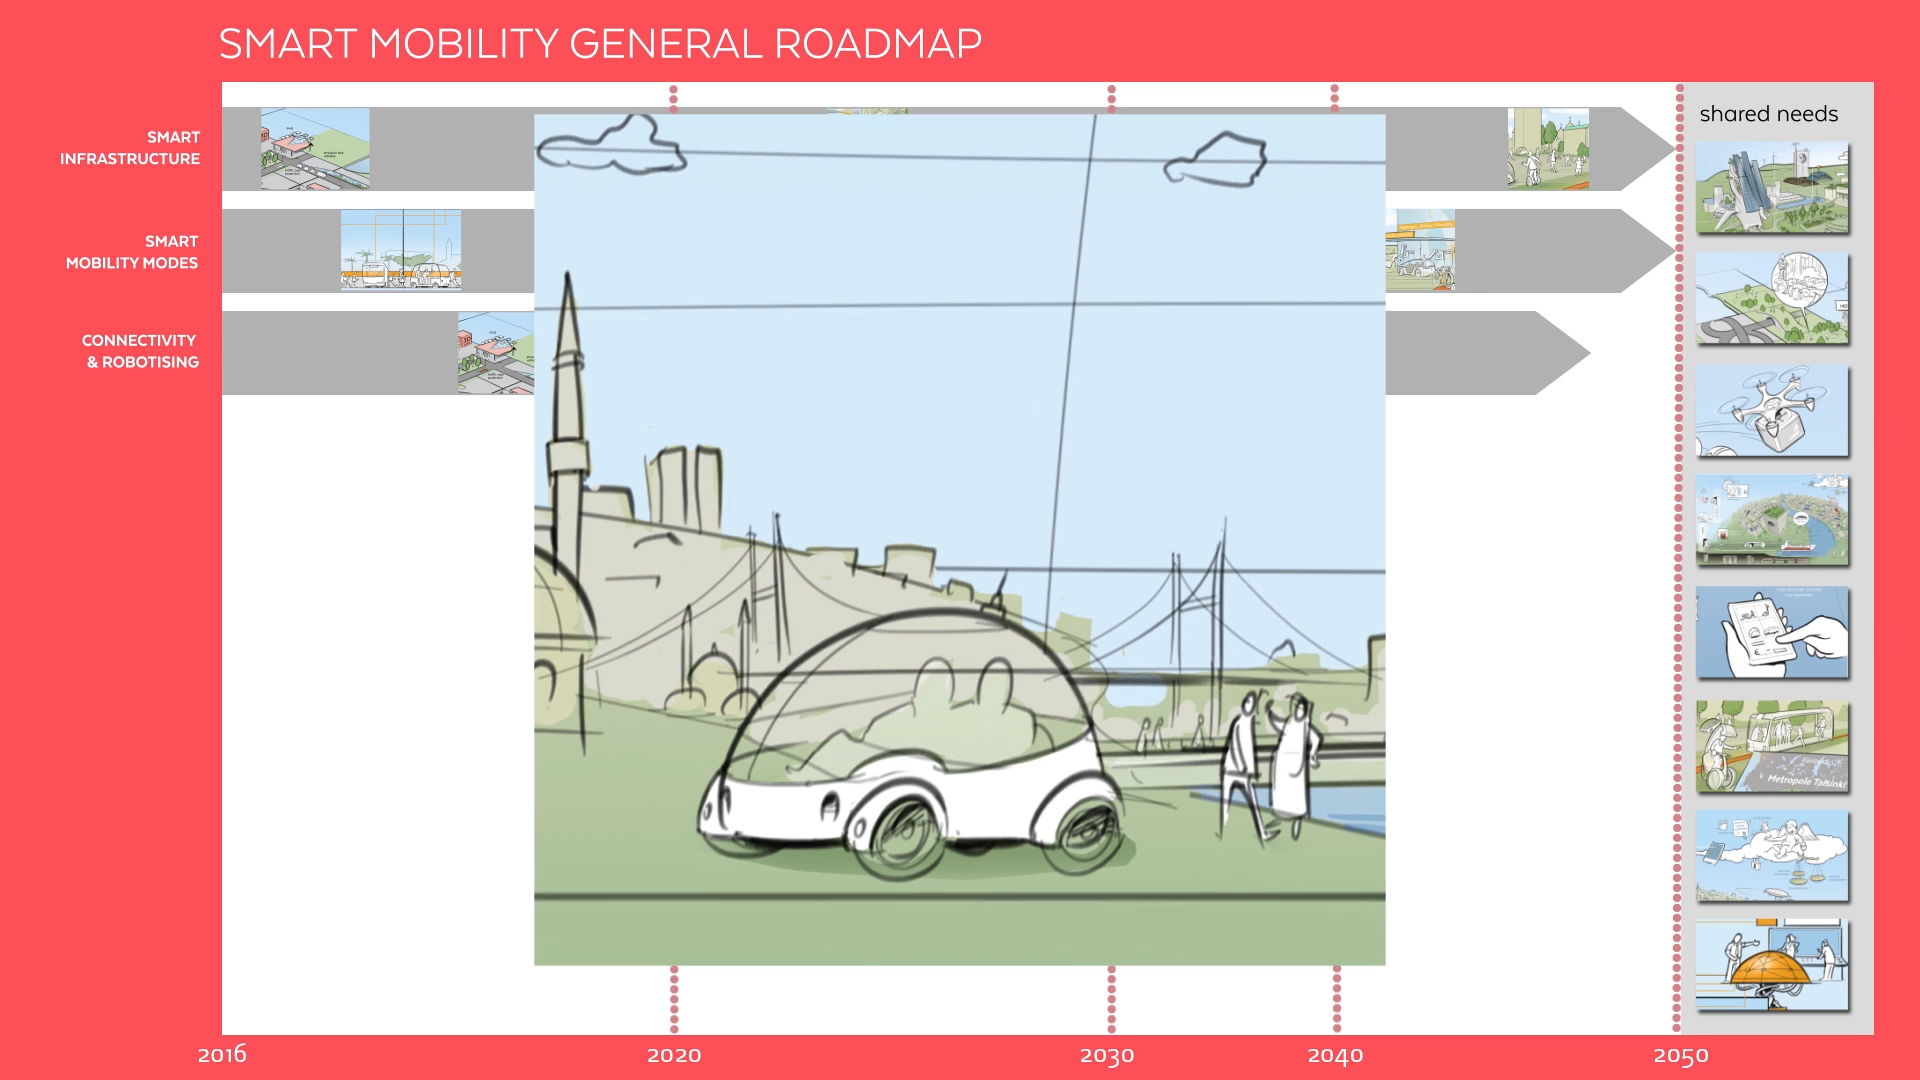 SMART MOBILITY GENERAL ROADMAP
SMART
INFRASTRUCTURE
SMART
MOBILITY MODES
CONNECTIVITY
& ROBOTISING
shared needs
Metropole Talsinki
2016
2020
2030
2040
2050